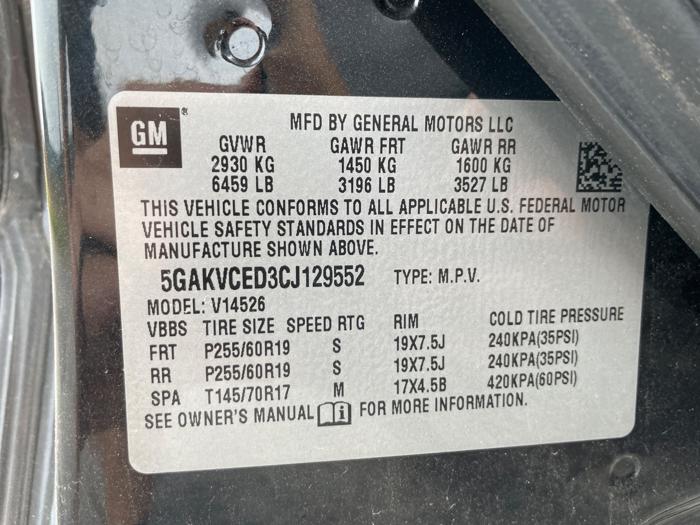 GM ®
MFD BY GENERAL MOTORS LLC
GVWR GAWR FRT GAWR RR
2930 KG 1450 KG 1600 KG
6459 LB 3196 LB 3527 LB
THIS VEHICLE CONFORMS TO ALL APPLICABLE U.S. FEDERAL MOTOR
VEHICLE SAFETY STANDARDS IN EFFECT ON THE DATE OF
MANUFACTURE SHOWN ABOVE.
5GAKVCED3CJ129552 TYPE: M.P.V.
MODEL: V14526
VBBS TIRE SIZE SPEED RTG RIM COLD TIRE PRESSURE
FRT P255/60R19 S 19X7.5J 240KPA(35PSI)
RR P255/60R19 S 19X7.5J 240KPA(35PSI)
SPA T145/70R17 M 17X4.5B 420KPA(60PSI)
SEE OWNER'S MANUAL i FOR MORE INFORMATION.